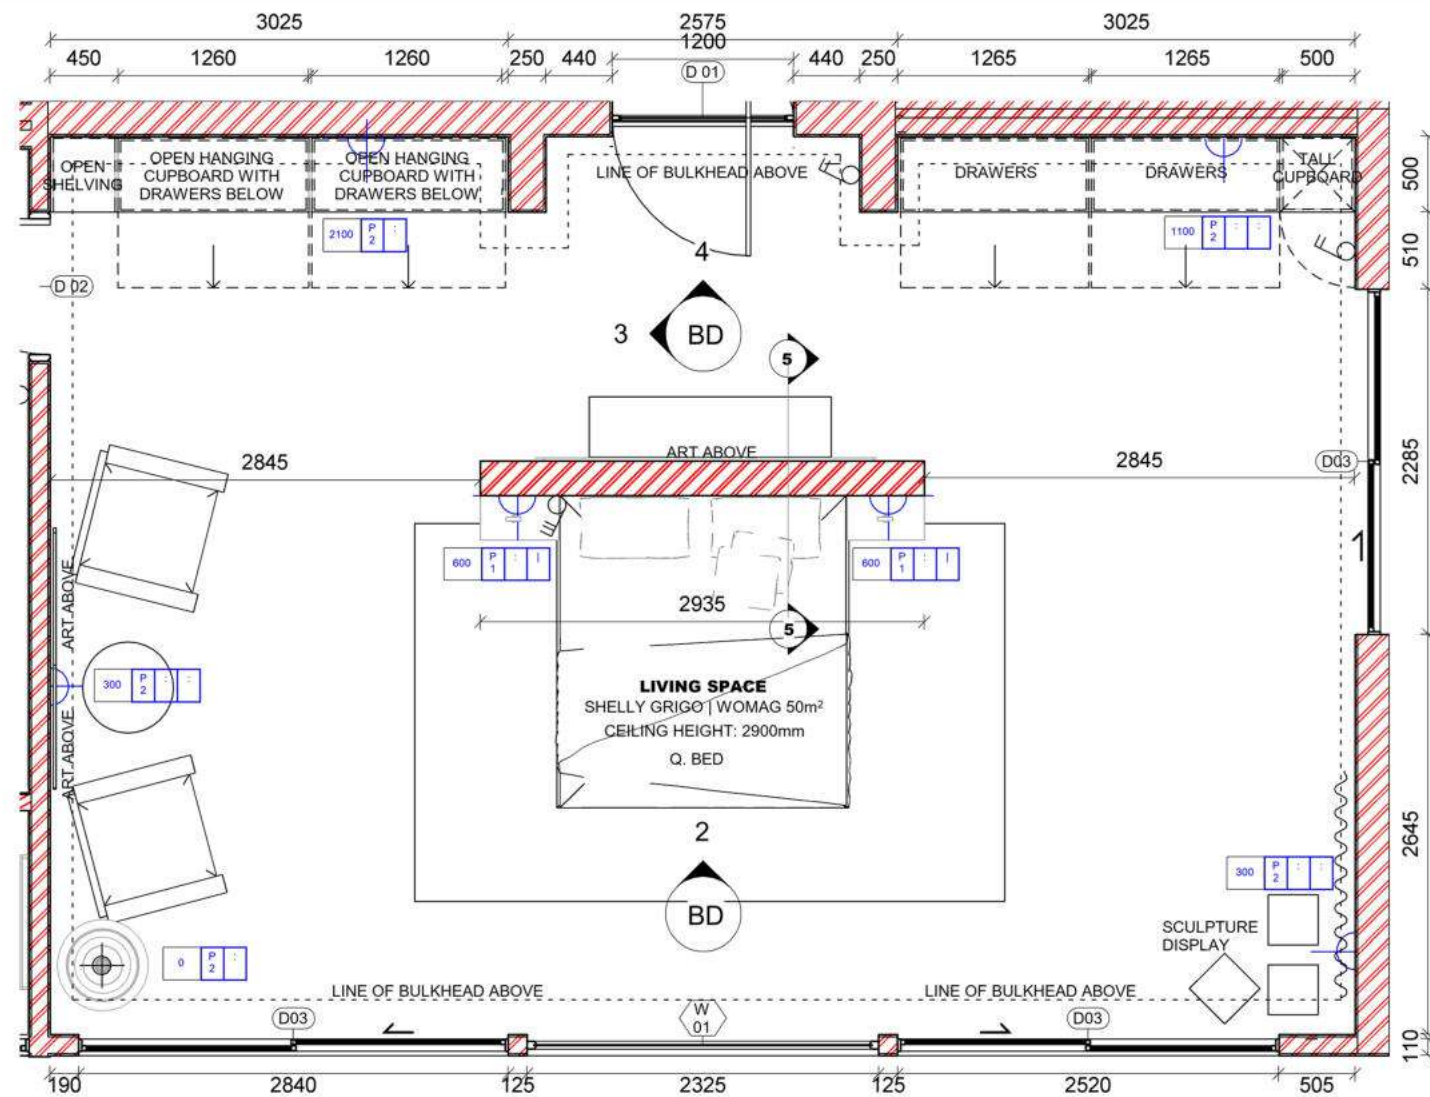 3025 2575 3025
1200
450 1260 1260 250 440 440 250 1265 1265 500
D 01
OPEN SHELVING
OPEN HANGING
CUPBOARD WITH
DRAWERS BELOW
OPEN HANGING
CUPBOARD WITH
DRAWERS BELOW
LINE OF BULKHEAD ABOVE
DRAWERS
DRAWERS
TALL
CUPBOARD
500
2100 P 2 :
1100 P 2 : :
510
4
D 02
3
BD
5
ART ABOVE
2845
2845
D03
2285
600 P 1 : |
600 P 1 : |
ART ABOVE
2935
5
300 P 2 : :
LIVING SPACE
SHELLY GRIGO | WOMAG 50m²
CEILING HEIGHT: 2900mm
Q. BED
ART ABOVE
2
2645
300 P 2 : :
BD
SCULPTURE
DISPLAY
0 P 2 :
LINE OF BULKHEAD ABOVE
LINE OF BULKHEAD ABOVE
D03
W
01
D03
110
190 2840 125 2325 125 2520 505